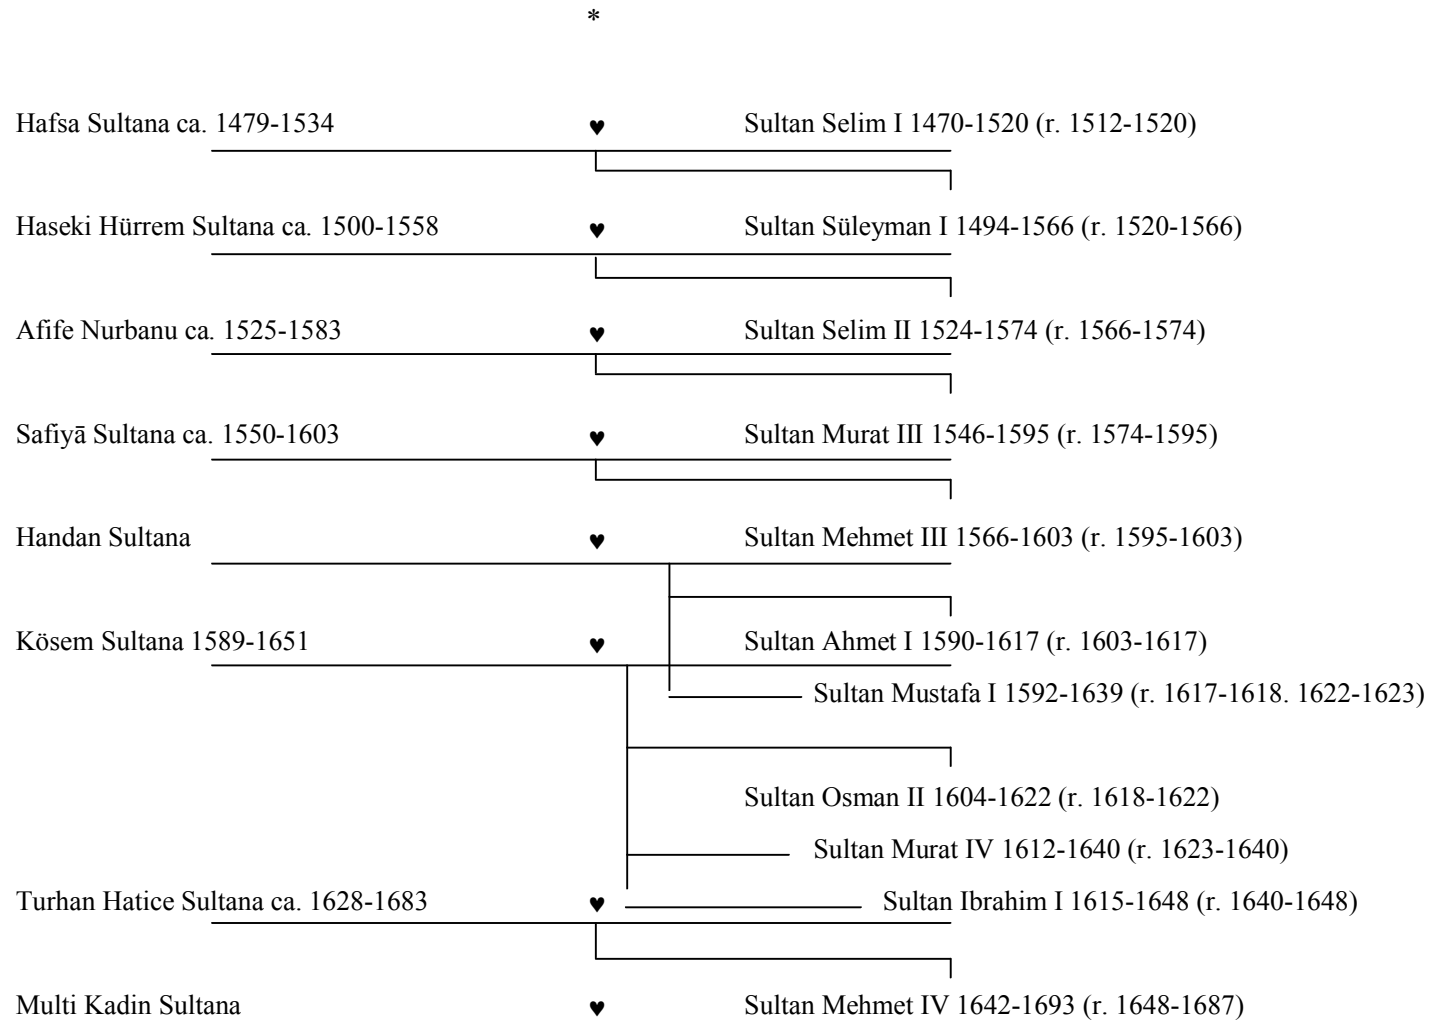 *
Hafsa Sultana ca. 1479-1534 ♥ Sultan Selim I 1470-1520 (r. 1512-1520)
Haseki Hürrem Sultana ca. 1500-1558 ♥ Sultan Süleyman I 1494-1566 (r. 1520-1566)
Afife Nurbanu ca. 1525-1583 ♥ Sultan Selim II 1524-1574 (r. 1566-1574)
Safiyā Sultana ca. 1550-1603 ♥ Sultan Murat III 1546-1595 (r. 1574-1595)
Handan Sultana ♥ Sultan Mehmet III 1566-1603 (r. 1595-1603)
Kösem Sultana 1589-1651 ♥ Sultan Ahmet I 1590-1617 (r. 1603-1617)
Sultan Mustafa I 1592-1639 (r. 1617-1618. 1622-1623)
Sultan Osman II 1604-1622 (r. 1618-1622)
Sultan Murat IV 1612-1640 (r. 1623-1640)
Turhan Hatice Sultana ca. 1628-1683 ♥ Sultan Ibrahim I 1615-1648 (r. 1640-1648)
Multi Kadin Sultana ♥ Sultan Mehmet IV 1642-1693 (r. 1648-1687)